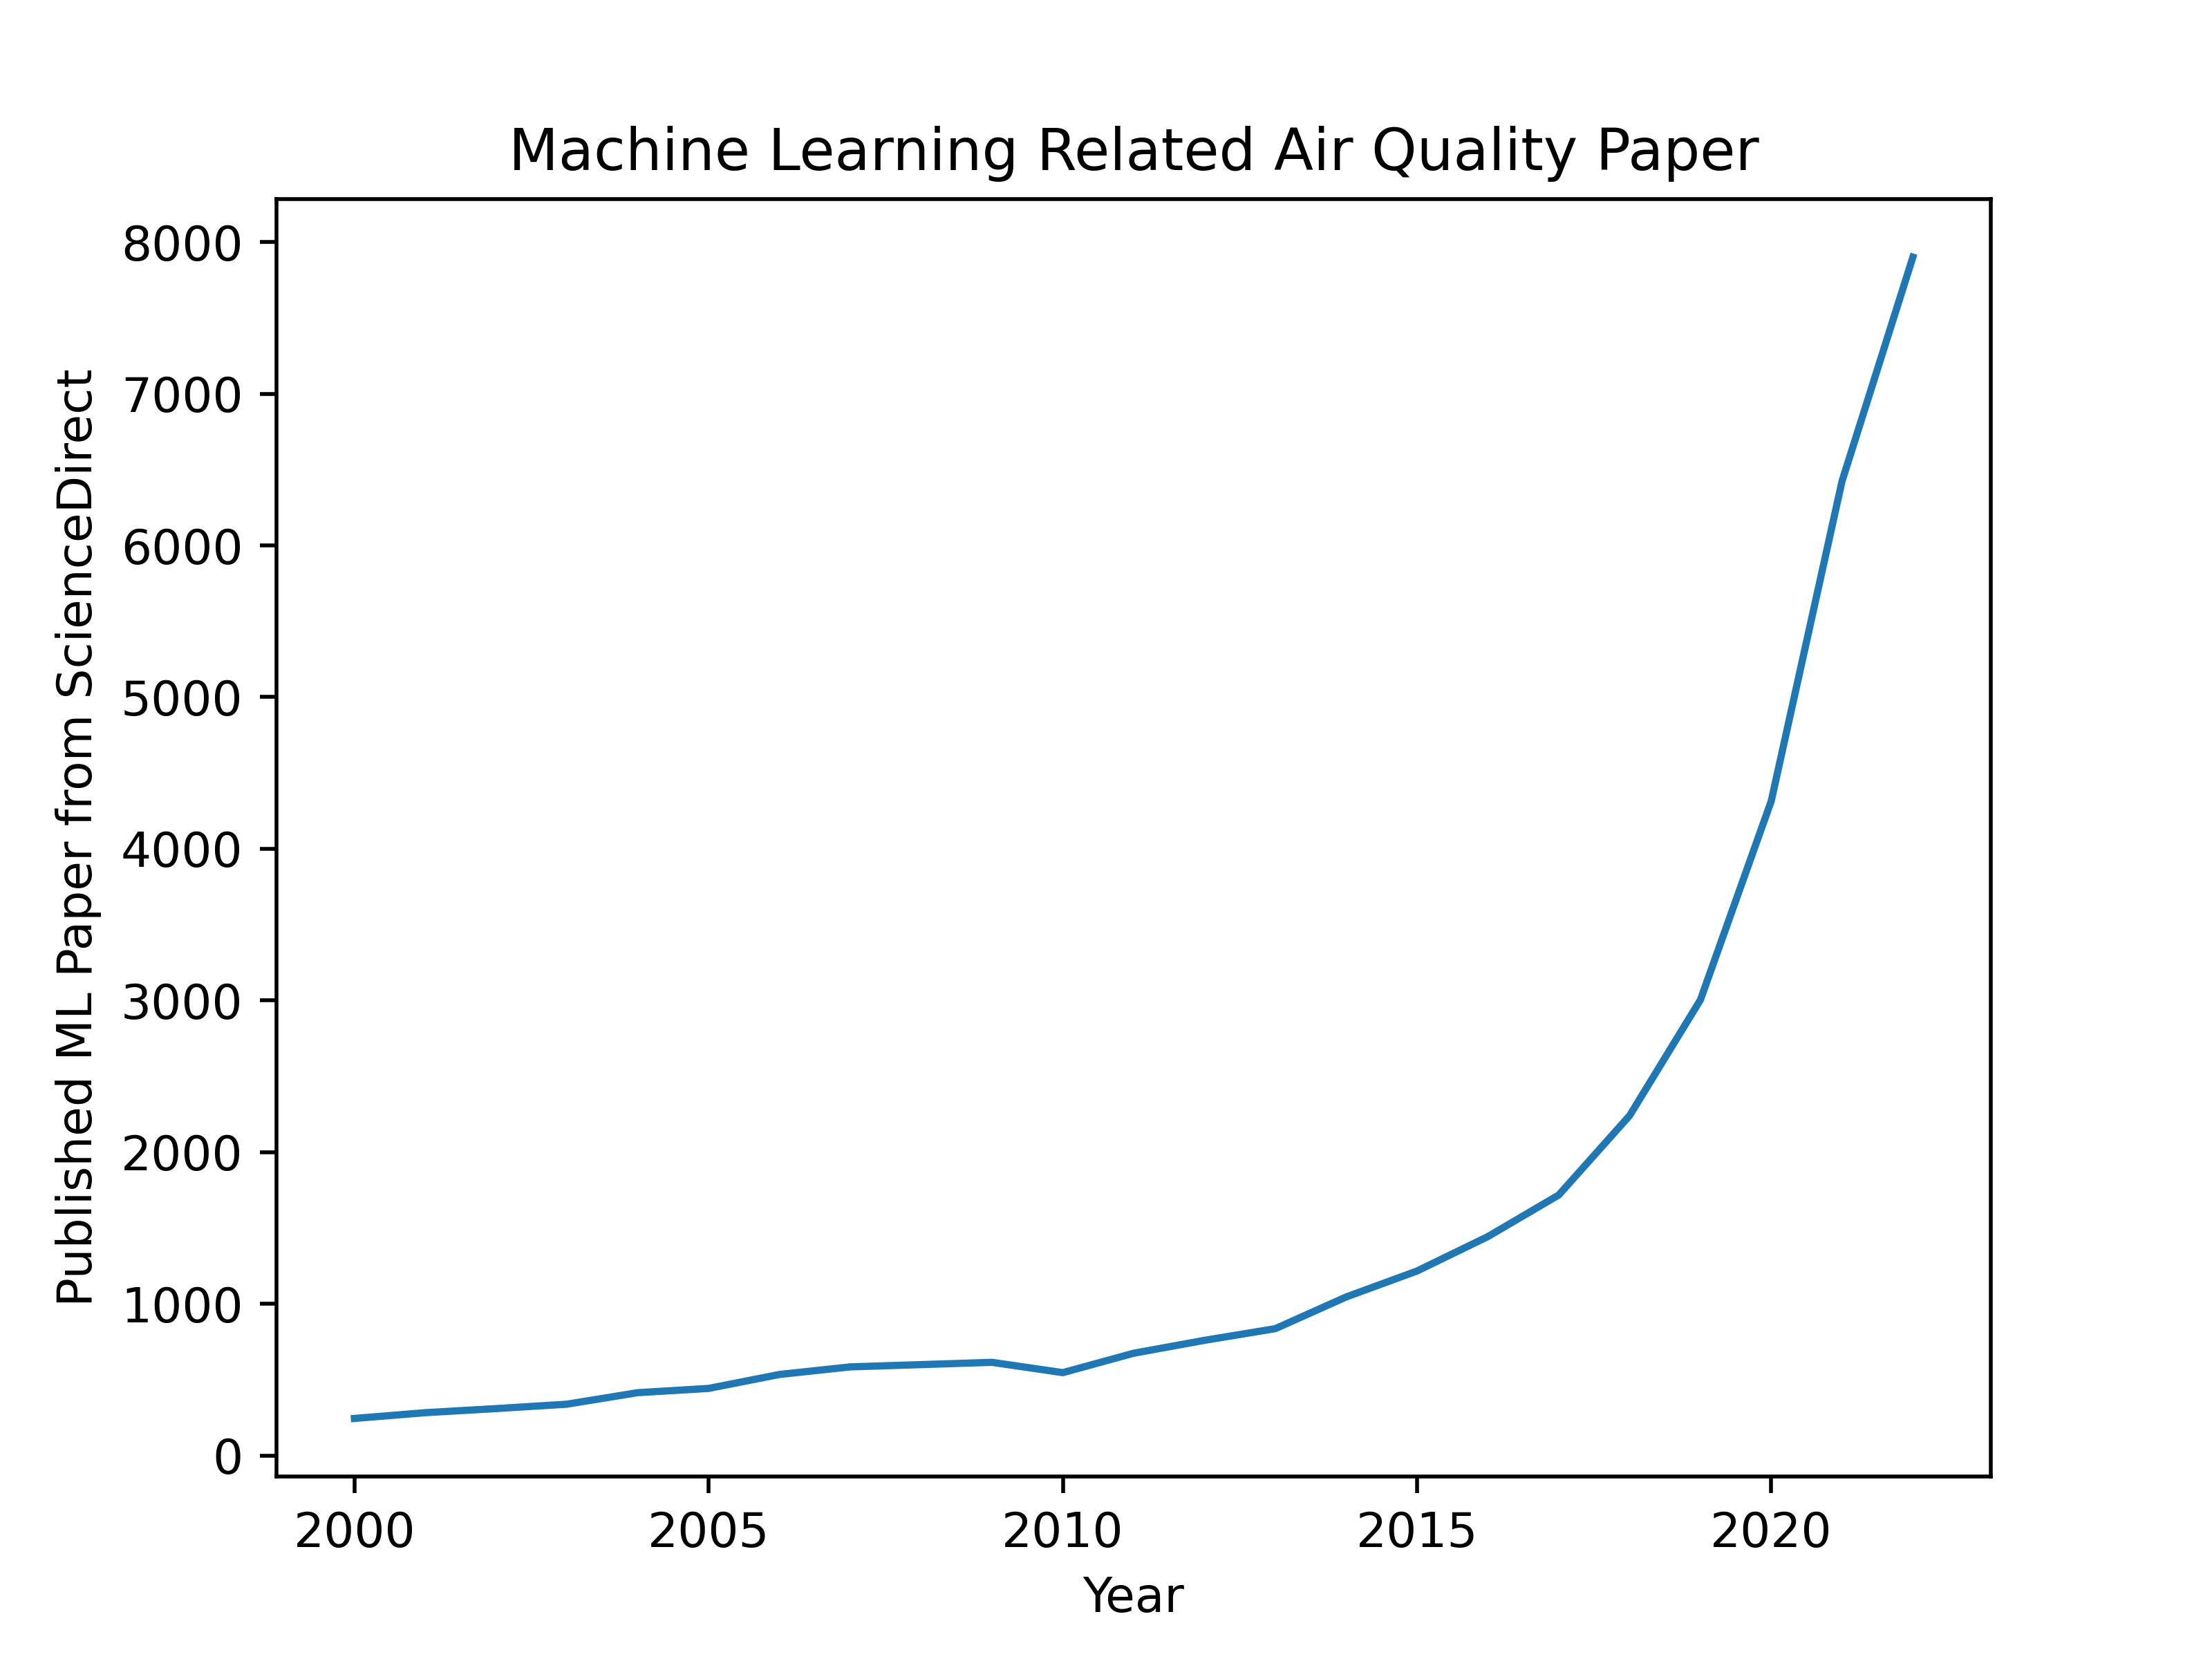 Machine Learning Related Air Quality Paper
Published ML Paper from ScienceDirect
8000
7000
6000
5000
4000
3000
2000
1000
0
2000 2005 2010 2015 2020
Year